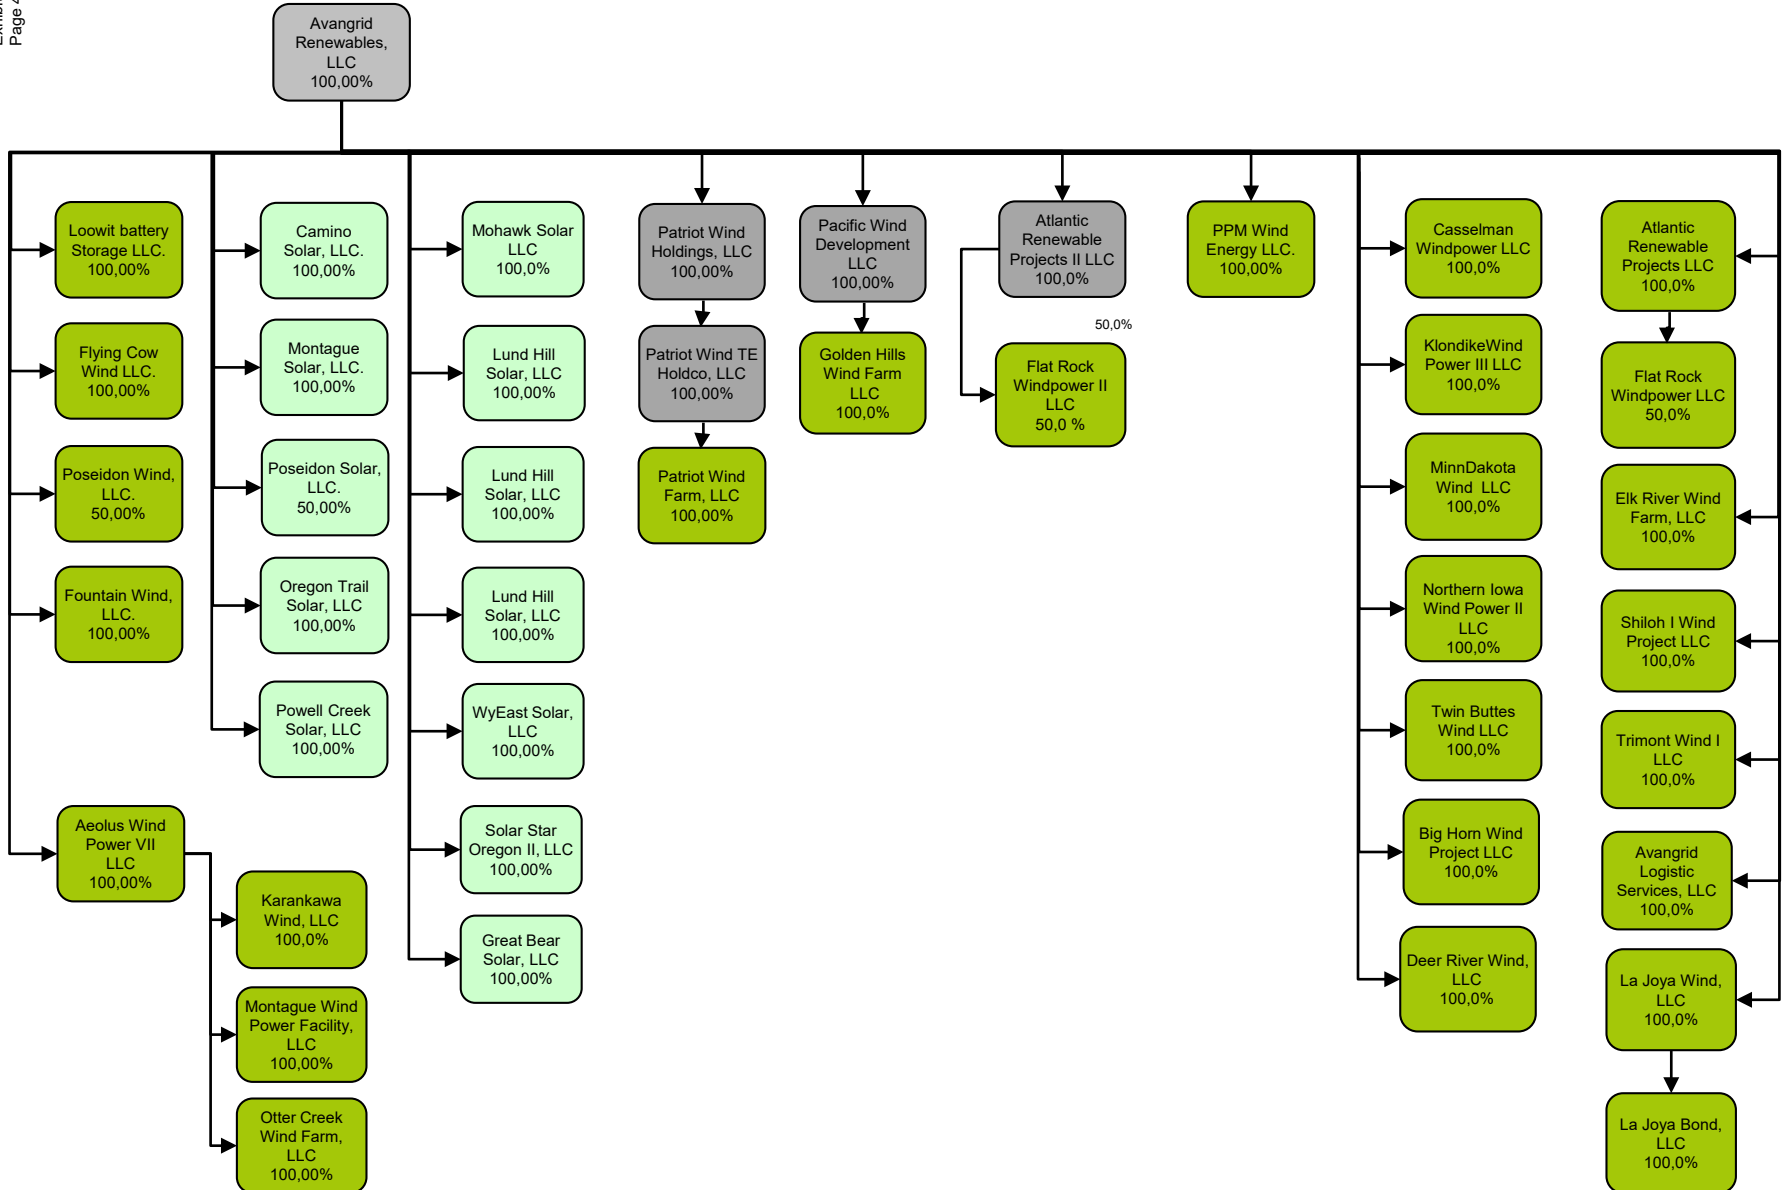 Page 4
Avangrid
Renewables,
LLC
100,00%
Loowit battery
Storage LLC.
100,00%
Flying Cow
Wind LLC.
100,00%
Poseidon Wind,
LLC.
50,00%
Fountain Wind,
LLC.
100,00%
Aeolus Wind
Power VII
LLC
100,00%
Karankawa
Wind, LLC
100,0%
Montague Wind
Power Facility,
LLC
100,00%
Otter Creek
Wind Farm,
LLC
100,00%
Camino
Solar, LLC.
100,00%
Montague
Solar, LLC.
100,00%
Poseidon Solar,
LLC.
50,00%
Oregon Trail
Solar, LLC
100,00%
Powell Creek
Solar, LLC
100,00%
Mohawk Solar
LLC
100,0%
Lund Hill
Solar, LLC
100,00%
Lund Hill
Solar, LLC
100,00%
Lund Hill
Solar, LLC
100,00%
WyEast Solar,
LLC
100,00%
Solar Star
Oregon II, LLC
100,00%
Great Bear
Solar, LLC
100,00%
Patriot Wind
Holdings, LLC
100,00%
Patriot Wind TE
Holdco, LLC
100,00%
Patriot Wind
Farm, LLC
100,00%
Pacific Wind
Development
LLC
100,00%
Golden Hills
Wind Farm
LLC
100,0%
Atlantic
Renewable
Projects II LLC
100,0%
50,0%
Flat Rock
Windpower II
LLC
50,0 %
PPM Wind
Energy LLC.
100,00%
Casselman
Windpower LLC
100,0%
KlondikeWind
Power III LLC
100,0%
MinnDakota
Wind  LLC
100,0%
Northern Iowa
Wind Power II
LLC
100,0%
Twin Buttes
Wind LLC
100,0%
Big Horn Wind
Project LLC
100,0%
Deer River Wind,
LLC
100,0%
Atlantic
Renewable
Projects LLC
100,0%
Flat Rock
Windpower LLC
50,0%
Elk River Wind
Farm, LLC
100,0%
Shiloh I Wind
Project LLC
100,0%
Trimont Wind I
LLC
100,0%
Avangrid
Logistic
Services, LLC
100,0%
La Joya Wind,
LLC
100,0%
La Joya Bond,
LLC
100,0%